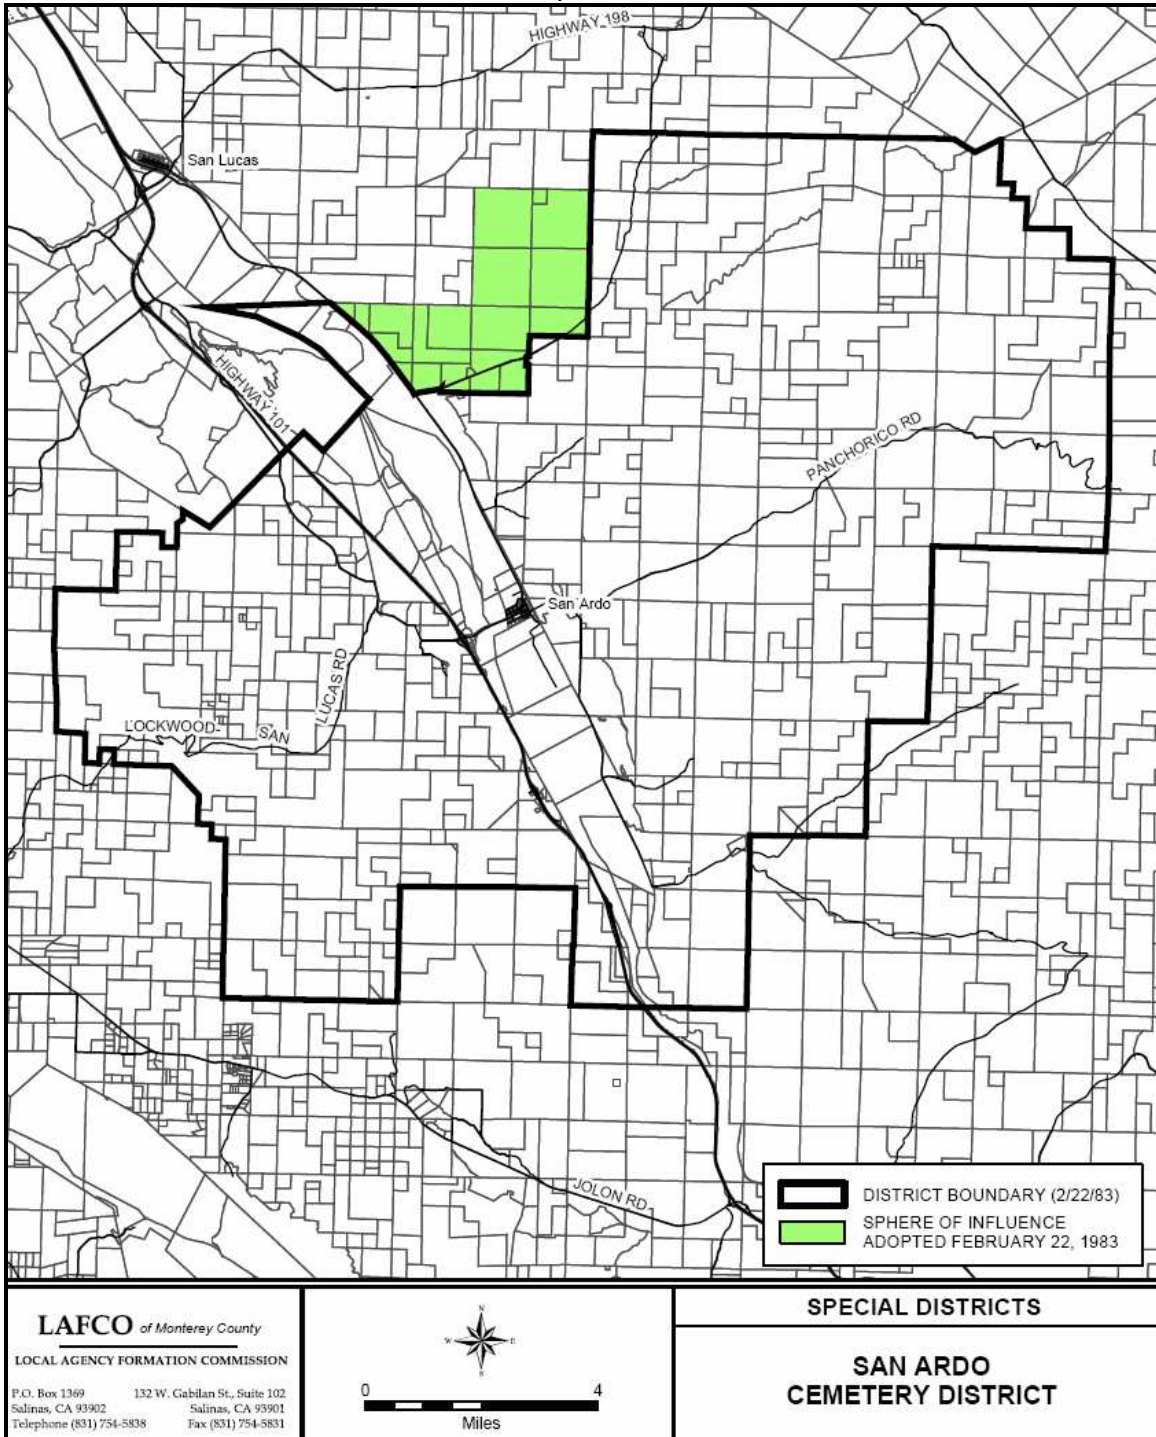 HIGHWAY 198
San Lucas
HIGHWAY 101
PANCHORICO RD
San Ardo
LOCKWOOD-
SAN
LUCAS RD
JOLON RD
DISTRICT BOUNDARY (2/22/83)
SPHERE OF INFLUENCE
ADOPTED FEBRUARY 22, 1983
LAFCO of Monterey County
LOCAL AGENCY FORMATION COMMISSION
P.O. Box 1369 132 W. Gabilan St., Suite 102
Salinas, CA 93902 Salinas, CA 93901
Telephone (831) 754-5838 Fax (831) 754-5831
N
W E
S
0 4
Miles
SPECIAL DISTRICTS
SAN ARDO
CEMETERY DISTRICT